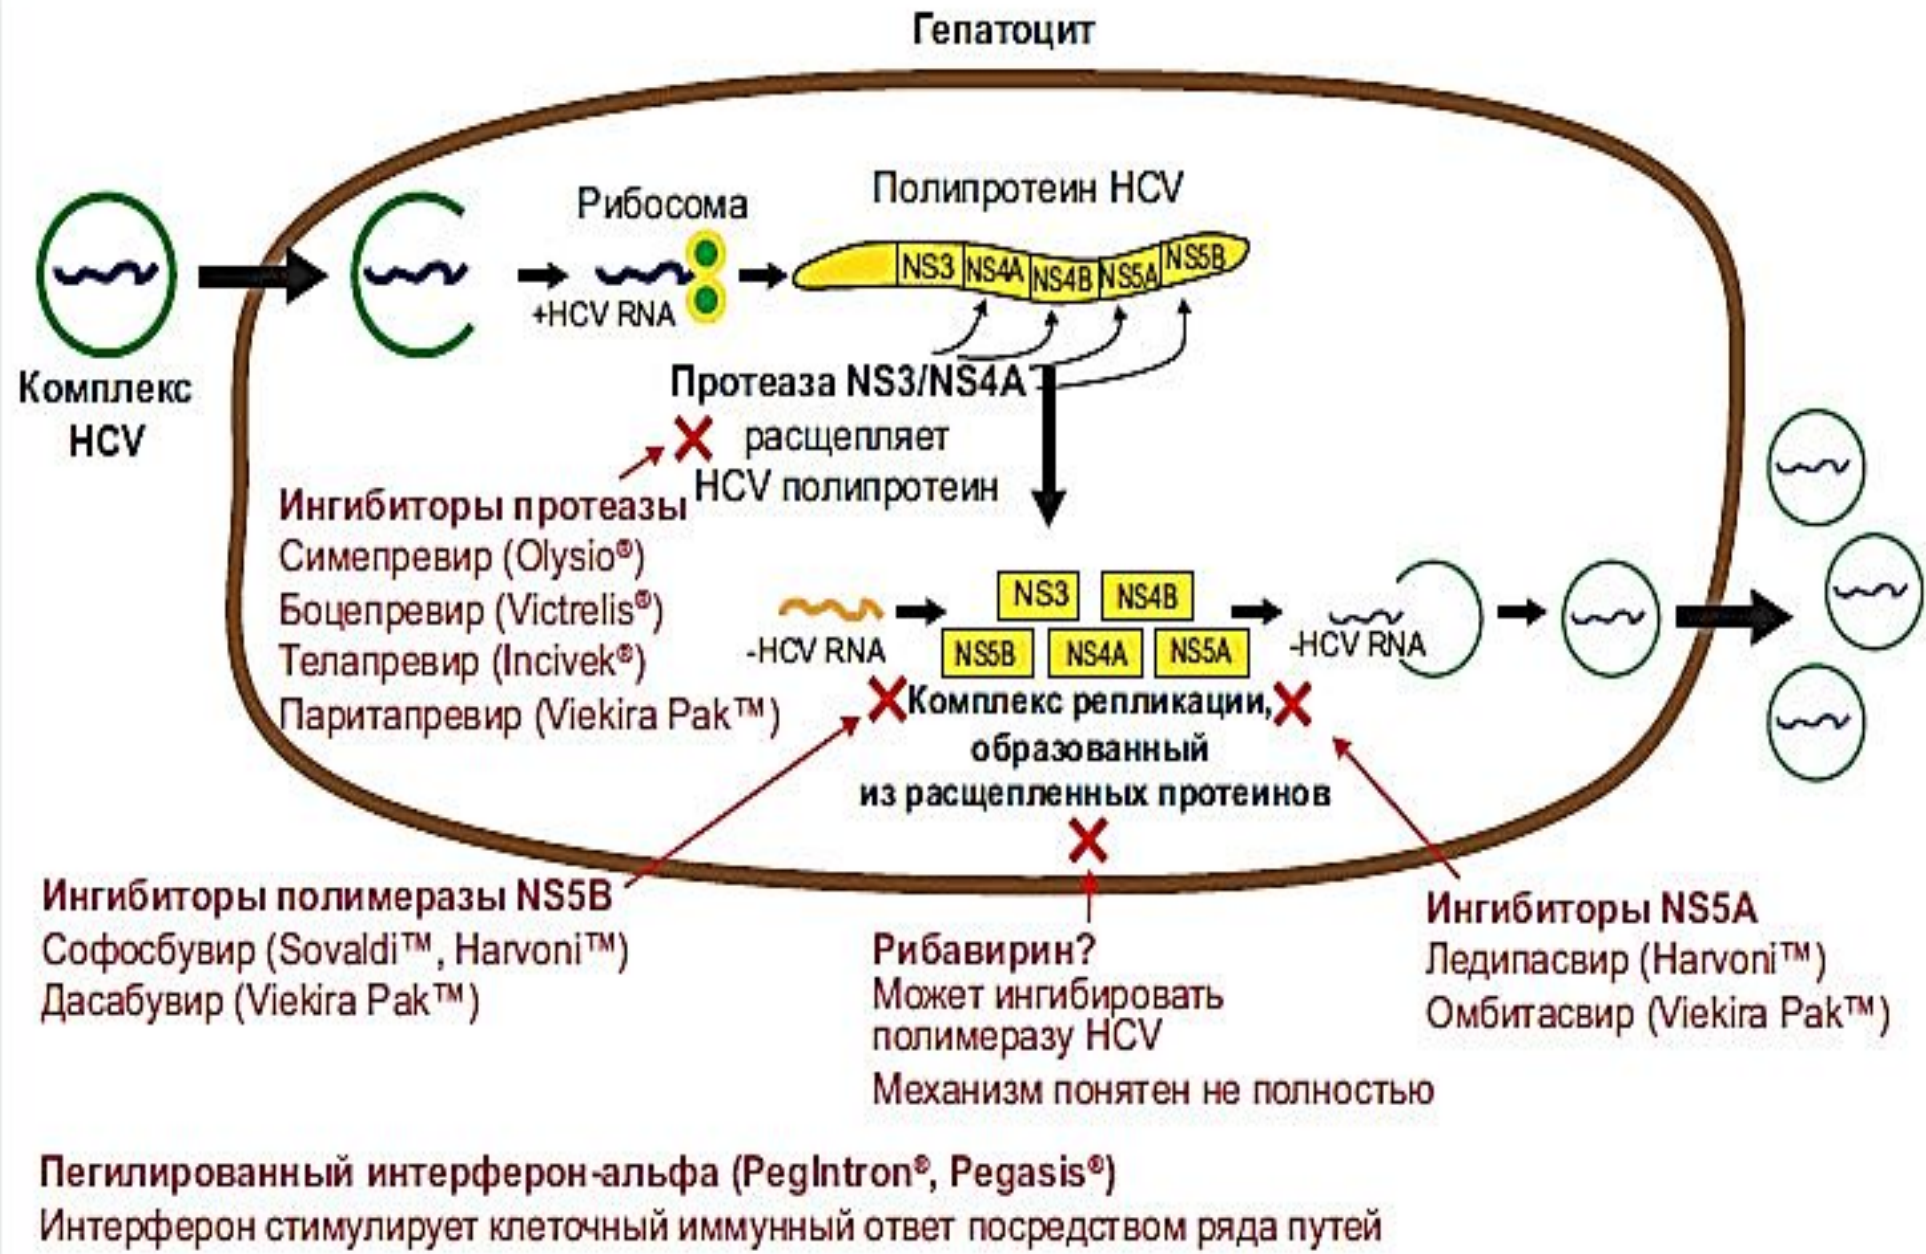 Гепатоцит
Рибосома
Полипротеин HCV
NS3
NS4A
NS4B
NS5A
NS5B
+HCV RNA
Комплекс
HCV
Протеаза NS3/NS4A
расщепляет
HCV полипротеин
Ингибиторы протеазы
Симепревир (Olysio®)
Боцепревир (Victrelis®)
Телапревир (Incivek®)
Паритапревир (Viekira Pak™)
NS3
NS4B
-HCV RNA
NS5B
NS4A
NS5A
-HCV RNA
Комплекс репликации,
образованный
из расщепленных протеинов
Ингибиторы полимеразы NS5B
Софосбувир (Sovaldi™, Harvoni™)
Дасабувир (Viekira Pak™)
Рибавирин?
Может ингибировать
полимеразу HCV
Механизм понятен не полностью
Ингибиторы NS5A
Ледипасвир (Harvoni™)
Омбитасвир (Viekira Pak™)
Пегилированный интерферон-альфа (PegIntron®, Pegasis®)
Интерферон стимулирует клеточный иммунный ответ посредством ряда путей